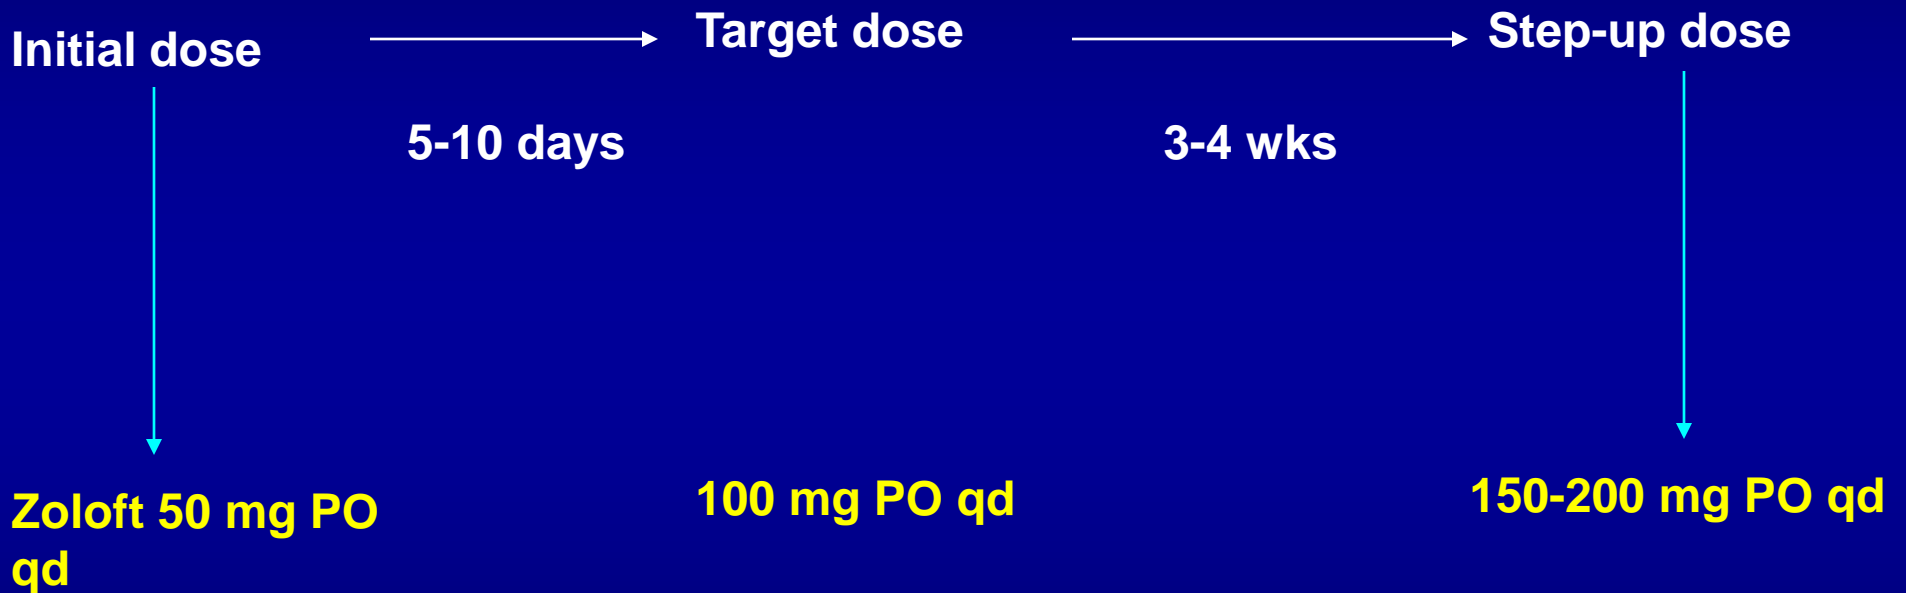 Initial dose
Target dose
Step-up dose
5-10 days
3-4 wks
Zoloft 50 mg PO
qd
100 mg PO qd
150-200 mg PO qd